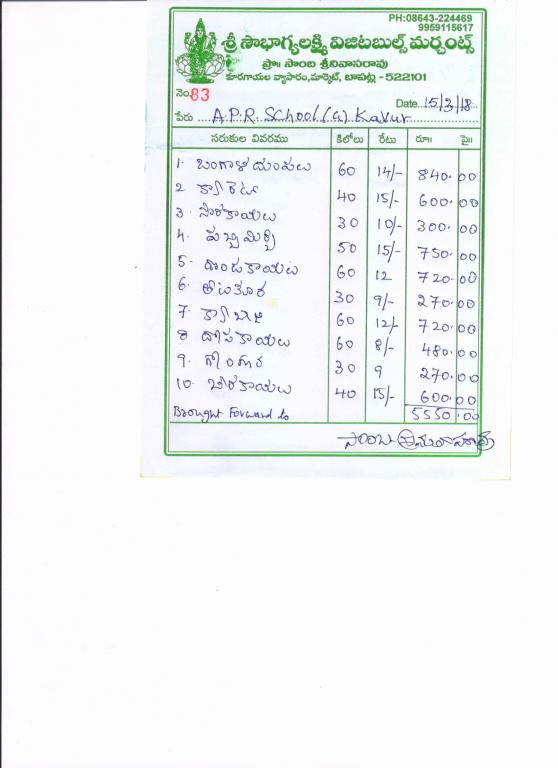 PH:08643-224469
9959115617
శ్రీ సౌభాగ్యలక్ష్మి విజిటబుల్స్ మర్చంట్స్
ప్రొ॥ సాంబ శ్రీనివాసరావు
కూరగాయల వ్యాపారం,మార్కెట్, బాపట్ల - 522101
నెం. 83
Date 15/3/18
పేరు A.P.R. School (G) Kavur
సరుకుల వివరము కిలోలు రేటు రూ॥ పై॥
1. బంగాళదుంపలు 60 14/- 840.00
2 క్యారెట్ 40 15/- 600.00
3. సొరకాయలు 30 10/- 300.00
4. పచ్చిమిర్చి 50 15/- 750.00
5. దొండకాయలు 60 12 720.00
6. తోటకూర 30 9/- 270.00
7. క్యాబేజి 60 12/- 720.00
8 దోసకాయలు 60 8/- 480.00
9. గోంగూర 30 9 270.00
10. బీరకాయలు 40 15/- 600.00
Brought Forward to 5550.00